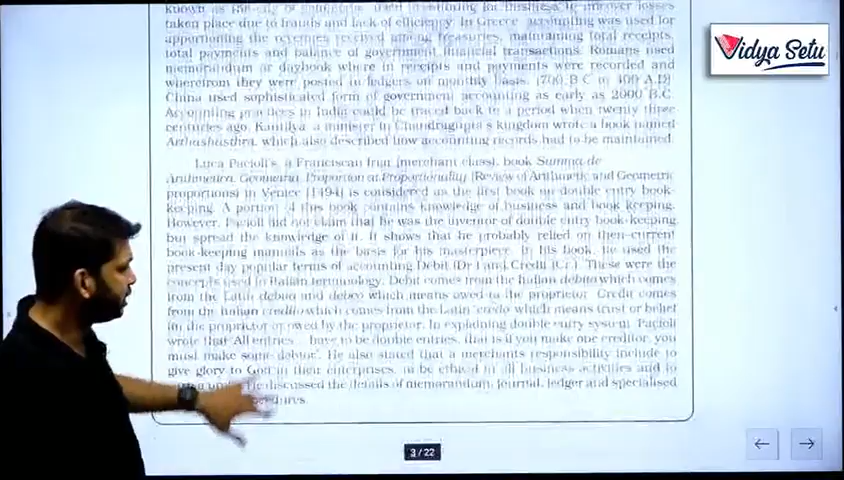 known as                     used                for business to uncover losses
taken place due to frauds and lack of efficiency. In Greece, accounting was used for
apportioning the revenues received among treasuries, maintaining total receipts,
total payments and balance of government financial transactions. Romans used
memorandum or daybook where in receipts and payments were recorded and
wherefrom they were posted to ledgers on monthly basis. (700 B.C to 400 A.D)
China used sophisticated form of government accounting as early as 2000 B.C.
Accounting practices in India could be traced back to a period when twenty three
centuries ago, Kautilya, a minister in Chandragupta's kingdom wrote a book named
Arthashasthra, which also described how accounting records had to be maintained.
Luca Pacioli's, a Franciscan friar (merchant class), book Summa de
Arithmetica, Geometria, Proportion at Proportionality (Review of Arithmetic and Geometric
proportions) in Venice (1494) is considered as the first book on double entry book-
keeping. A portion of this book contains knowledge of business and book-keeping.
However, Pacioli did not claim that he was the inventor of double entry book-keeping
but spread the knowledge of it. It shows that he probably relied on then-current
book-keeping manuals as the basis for his masterpiece. In his book, he used the
present day popular terms of accounting Debit (Dr.) and Credit (Cr.). These were the
concepts used in Italian terminology. Debit comes from the Italian debito which comes
from the Latin debita and debeo which means owed to the proprietor. Credit comes
from the Italian credito which comes from the Latin 'credo' which means trust or belief
(in the proprietor or owed by the proprietor. In explaining double entry system, Pacioli
wrote that 'All entries… have to be double entries, that is if you make one creditor, you
must make some debtor'. He also stated that a merchants responsibility include to
give glory to God in their enterprises, to be ethical in all business activities and to
He discussed the details of memorandum, journal, ledger and specialised
3 / 22
Vidya Setu